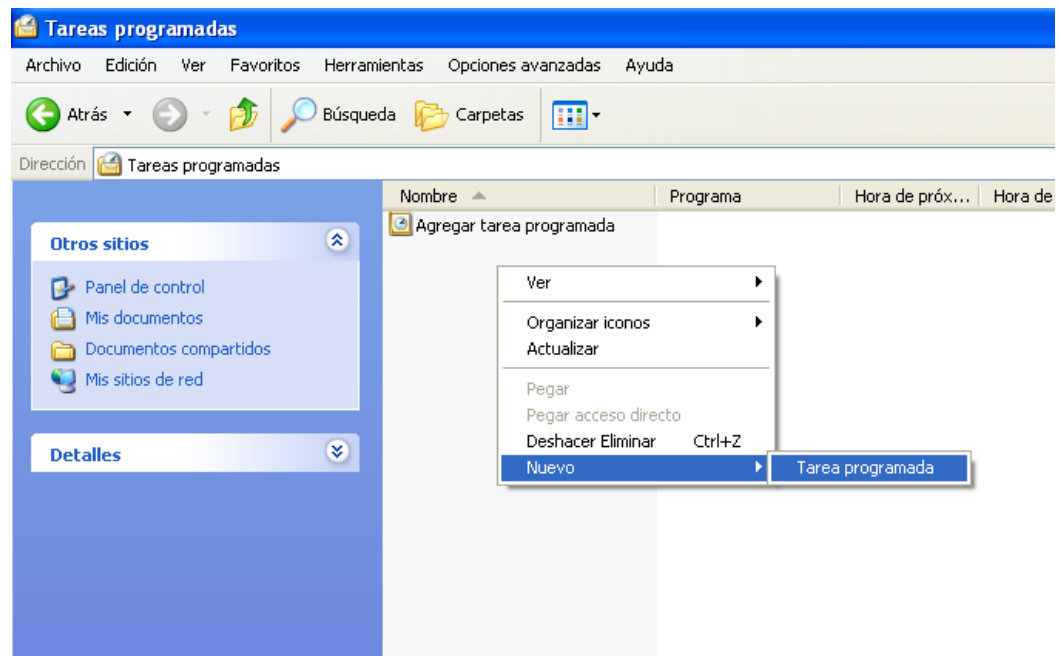 Tareas programadas
Archivo Edición Ver Favoritos Herramientas Opciones avanzadas Ayuda
Atrás Búsqueda Carpetas
Dirección Tareas programadas
Nombre Programa Hora de próx... Hora de
Agregar tarea programada
Otros sitios
Panel de control
Mis documentos
Documentos compartidos
Mis sitios de red
Detalles
Ver
Organizar iconos
Actualizar
Pegar
Pegar acceso directo
Deshacer Eliminar Ctrl+Z
Nuevo Tarea programada